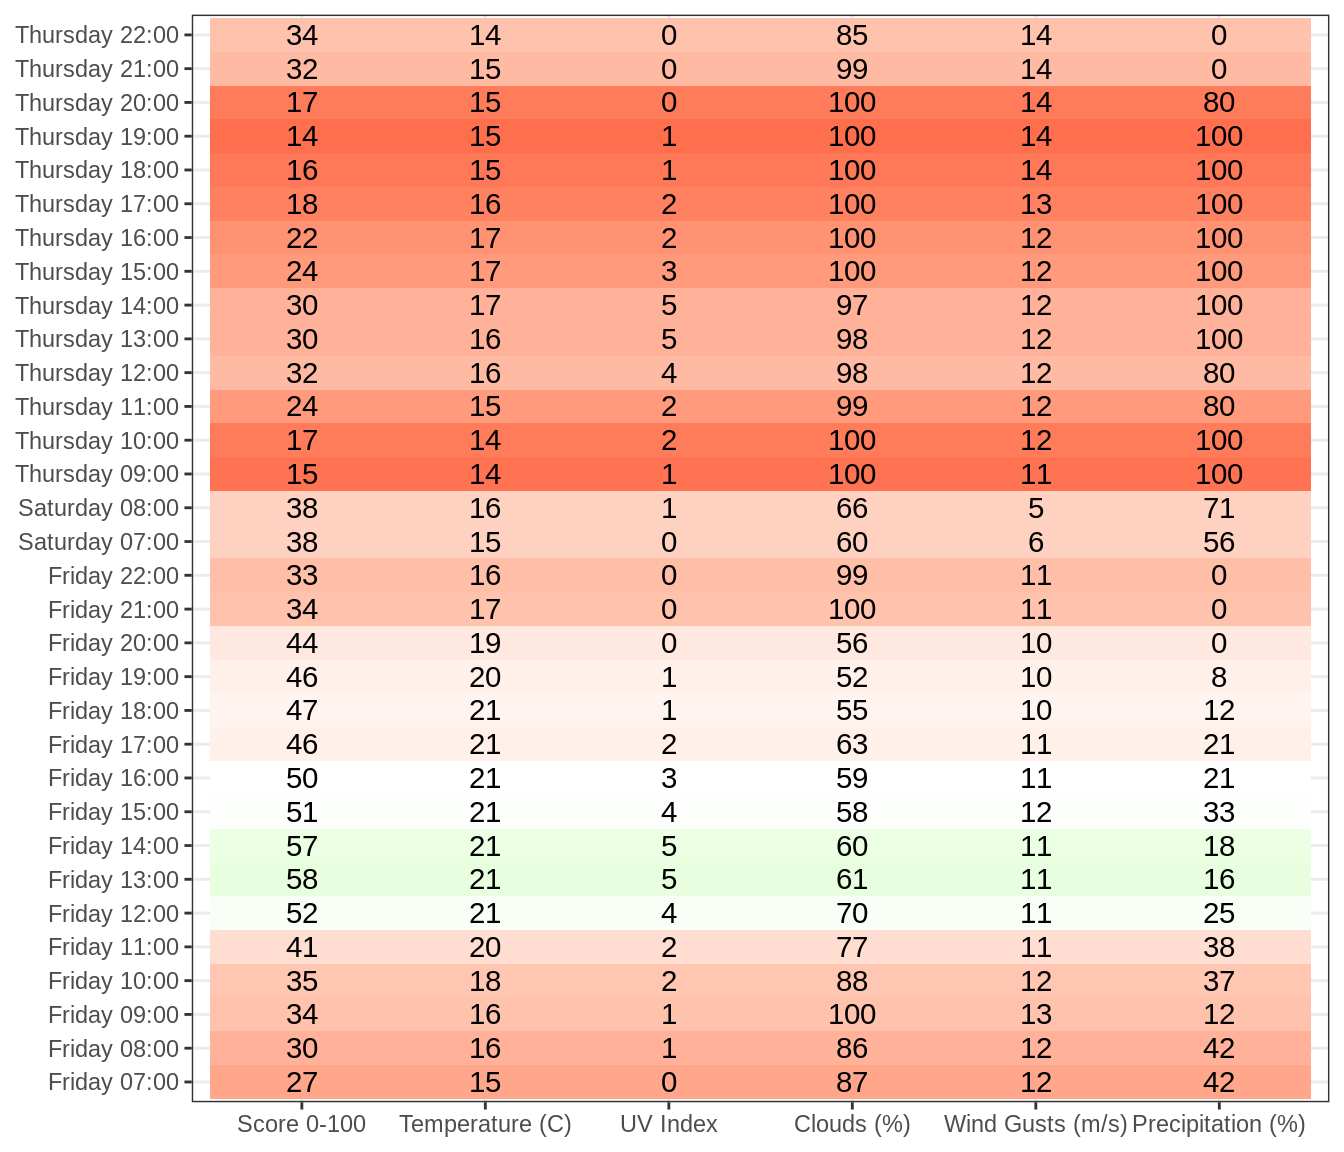 Thursday 22:00 34 14 0 85 14 0
Thursday 21:00 32 15 0 99 14 0
Thursday 20:00 17 15 0 100 14 80
Thursday 19:00 14 15 1 100 14 100
Thursday 18:00 16 15 1 100 14 100
Thursday 17:00 18 16 2 100 13 100
Thursday 16:00 22 17 2 100 12 100
Thursday 15:00 24 17 3 100 12 100
Thursday 14:00 30 17 5 97 12 100
Thursday 13:00 30 16 5 98 12 100
Thursday 12:00 32 16 4 98 12 80
Thursday 11:00 24 15 2 99 12 80
Thursday 10:00 17 14 2 100 12 100
Thursday 09:00 15 14 1 100 11 100
Saturday 08:00 38 16 1 66 5 71
Saturday 07:00 38 15 0 60 6 56
Friday 22:00 33 16 0 99 11 0
Friday 21:00 34 17 0 100 11 0
Friday 20:00 44 19 0 56 10 0
Friday 19:00 46 20 1 52 10 8
Friday 18:00 47 21 1 55 10 12
Friday 17:00 46 21 2 63 11 21
Friday 16:00 50 21 3 59 11 21
Friday 15:00 51 21 4 58 12 33
Friday 14:00 57 21 5 60 11 18
Friday 13:00 58 21 5 61 11 16
Friday 12:00 52 21 4 70 11 25
Friday 11:00 41 20 2 77 11 38
Friday 10:00 35 18 2 88 12 37
Friday 09:00 34 16 1 100 13 12
Friday 08:00 30 16 1 86 12 42
Friday 07:00 27 15 0 87 12 42
Score 0-100 Temperature (C) UV Index Clouds (%) Wind Gusts (m/s) Precipitation (%)